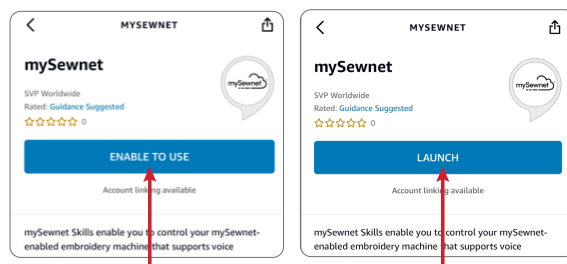 MYSEWNET
mySewnet
SVP Worldwide
Rated: Guidance Suggested
0
mySewnet
ENABLE TO USE
Account linking available
mySewnet Skills enable you to control your mySewnet-
enabled embroidery machine that supports voice
MYSEWNET
mySewnet
SVP Worldwide
Rated: Guidance Suggested
0
mySewnet
LAUNCH
Account linking available
mySewnet Skills enable you to control your mySewnet-
enabled embroidery machine that supports voice